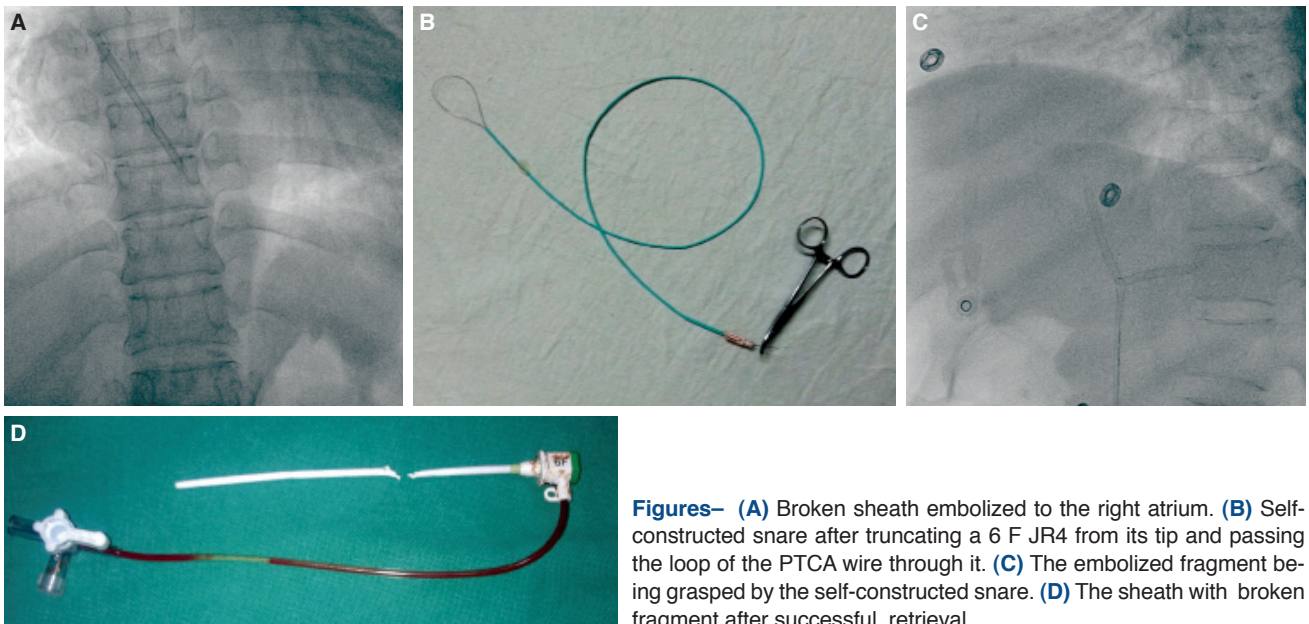 A
B
C
D
6F
Figures– (A) Broken sheath embolized to the right atrium. (B) Self-
constructed snare after truncating a 6 F JR4 from its tip and passing
the loop of the PTCA wire through it. (C) The embolized fragment be-
ing grasped by the self-constructed snare. (D) The sheath with broken
fragment after successful retrieval